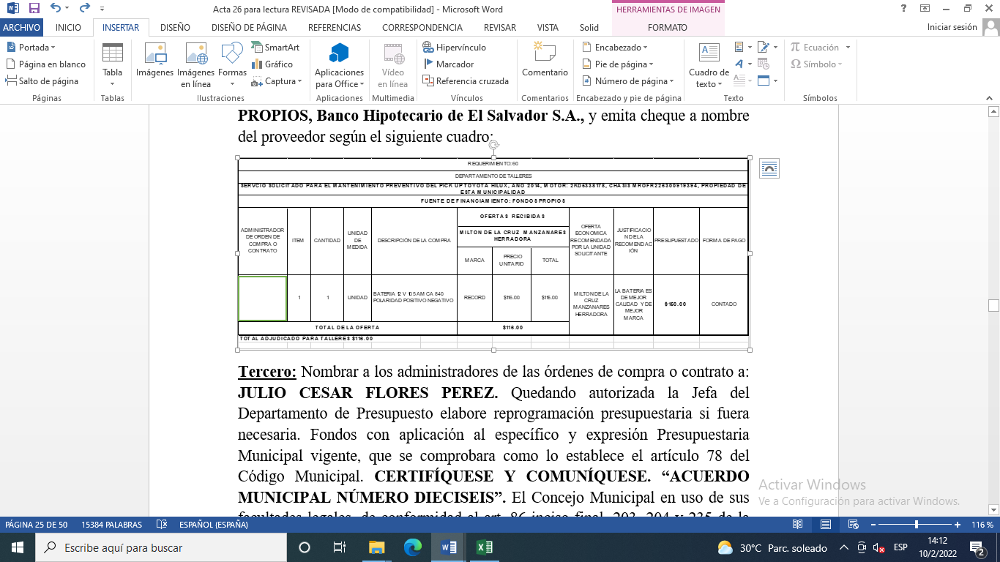 Acta 26 para lectura REVISADA [Modo de compatibilidad] - Microsoft Word
HERRAMIENTAS DE IMAGEN
ARCHIVO INICIO INSERTAR DISEÑO DISEÑO DE PÁGINA REFERENCIAS CORRESPONDENCIA REVISAR VISTA Solid FORMATO Iniciar sesión
Portada
Página en blanco
Salto de página
Páginas
Tabla
Tablas
Imágenes
Imágenes en línea
Formas
SmartArt
Gráfico
Captura
Ilustraciones
Aplicaciones para Office
Aplicaciones
Vídeo en línea
Multimedia
Hipervínculo
Marcador
Referencia cruzada
Vínculos
Comentario
Comentarios
Encabezado
Pie de página
Número de página
Encabezado y pie de página
Cuadro de texto
Texto
Ecuación
Símbolo
Símbolos
PROPIOS, Banco Hipotecario de El Salvador S.A., y emita cheque a nombre
del proveedor según el siguiente cuadro:
REQUERIMIENTO: 60
DEPARTAMENTO DE TALLERES
SERVCIO SOLICITADO PARA EL MANTENIMIENTO PREVENTIVO DEL PICK UP TOYOTA HILUX, AÑO 2014, MOTOR: 2KD5338178, CHASIS MROFR226300919394, PROPIEDAD DE
ESTA MUNICIPALIDAD
FUENTE DE FINANCIAMIENTO: FONDOS PROPIOS
ADMINISTRADOR DE ORDEN DE COMPRA O CONTRATO
ITEM
CANTIDAD
UNIDAD DE MEDIDA
DESCRIPCIÓN DE LA COMPRA
OFERTAS RECIBIDAS
MILTON DE LA CRUZ MANZANARES HERRADORA
MARCA
PRECIO UNITARIO
TOTAL
OFERTA ECONOMICA RECOMENDADA POR LA UNIDAD SOLICITANTE
JUSTIFICACIO N DE LA RECOMENDAC IÓN
PRESUPUESTADO
FORMA DE PAGO
1
1
UNIDAD
BATERIA 12 V 105 AM CA 840
POLARIDAD POSITIVO NEGATIVO
RECORD
$116.00
$116.00
MILTON DE LA CRUZ MANZANARES HERRADORA
LA BATERIA ES DE MEJOR CALIDAD Y DE MEJOR MARCA
$150.00
CONTADO
TOTAL DE LA OFERTA
$116.00
TOTAL ADJUDICADO PARA TALLERES $116.00
Tercero: Nombrar a los administradores de las órdenes de compra o contrato a:
JULIO CESAR FLORES PEREZ. Quedando autorizada la Jefa del
Departamento de Presupuesto elabore reprogramación presupuestaria si fuera
necesaria. Fondos con aplicación al específico y expresión Presupuestaria
Municipal vigente, que se comprobara como lo establece el artículo 78 del
Código Municipal. CERTIFÍQUESE Y COMUNÍQUESE. “ACUERDO
MUNICIPAL NÚMERO DIECISEIS”. El Concejo Municipal en uso de sus
facultades legales, de conformidad al art. 86 inciso final, 203, 204 y 235 de la
Activar Windows
Ve a Configuración para activar Windows.
PÁGINA 25 DE 50 15384 PALABRAS ESPAÑOL (ESPAÑA) 116 %
Escribe aquí para buscar
30°C Parc. soleado
ESP
14:12
10/2/2022
2